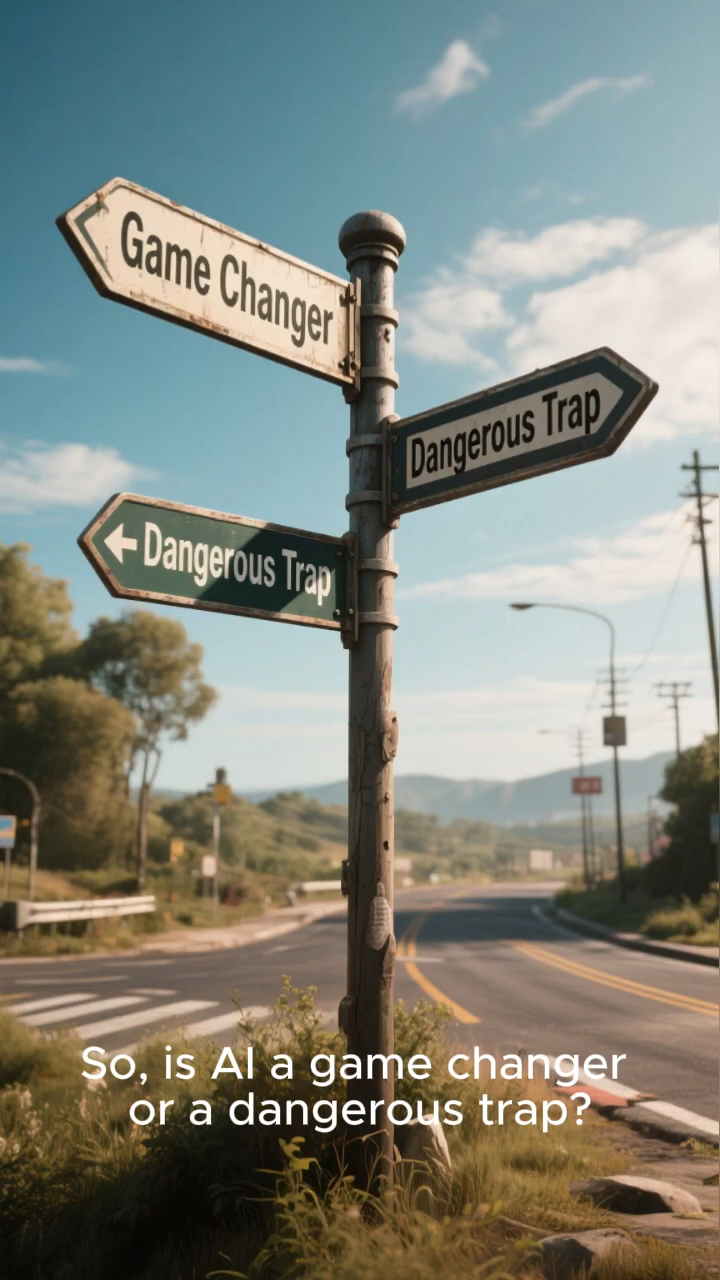 Game Changer
Dangerous Trap
Dangerous Trap
So, is AI a game changer
or a dangerous trap?